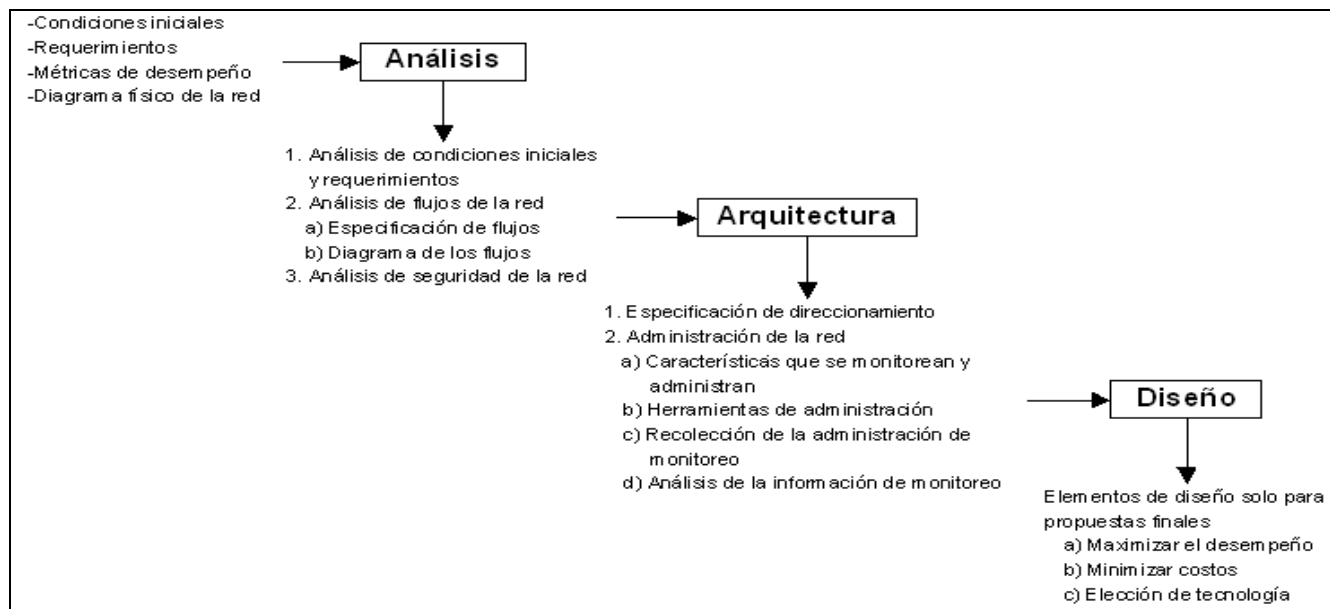 -Condiciones iniciales
-Requerimientos
-Métricas de desempeño
-Diagrama físico de la red
Análisis
1. Análisis de condiciones iniciales
y requerimientos
2. Análisis de flujos de la red
a) Especificación de flujos
b) Diagrama de los flujos
3. Análisis de seguridad de la red
Arquitectura
1. Especificación de direccionamiento
2. Administración de la red
a) Características que se monitorean y
administran
b) Herramientas de administración
c) Recolección de la administración de
monitoreo
d) Análisis de la información de monitoreo
Diseño
Elementos de diseño solo para
propuestas finales
a) Maximizar el desempeño
b) Minimizar costos
c) Elección de tecnología